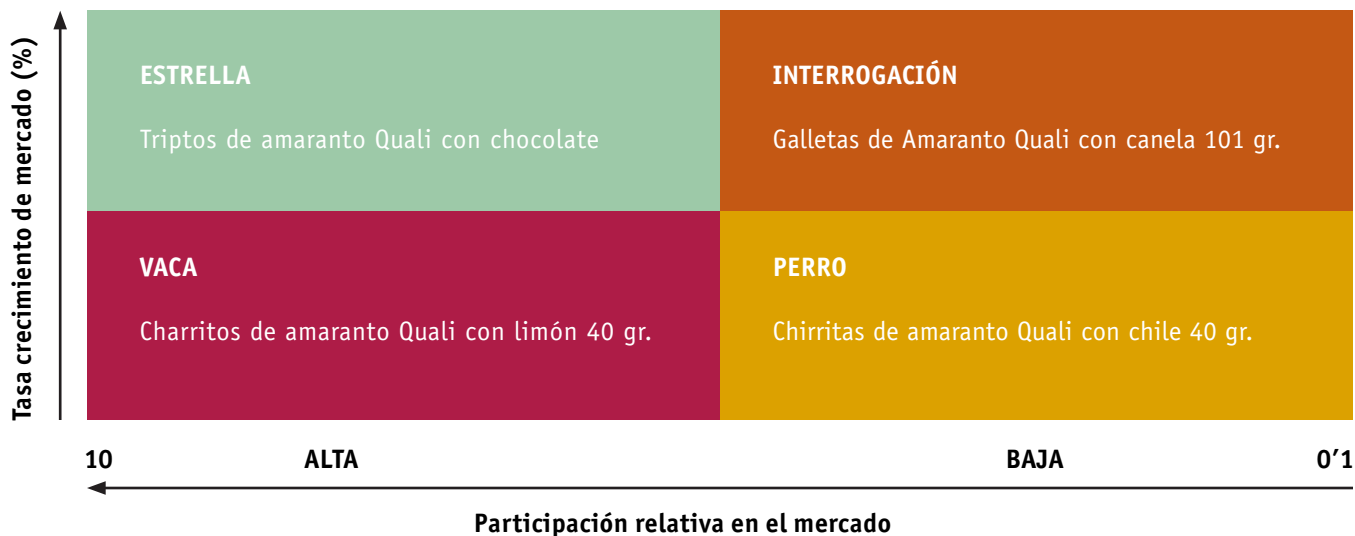 Tasa crecimiento de mercado (%)
ESTRELLA
Triptos de amaranto Quali con chocolate
INTERROGACIÓN
Galletas de Amaranto Quali con canela 101 gr.
VACA
Charritos de amaranto Quali con limón 40 gr.
PERRO
Chirritas de amaranto Quali con chile 40 gr.
10 ALTA BAJA 0’1
Participación relativa en el mercado